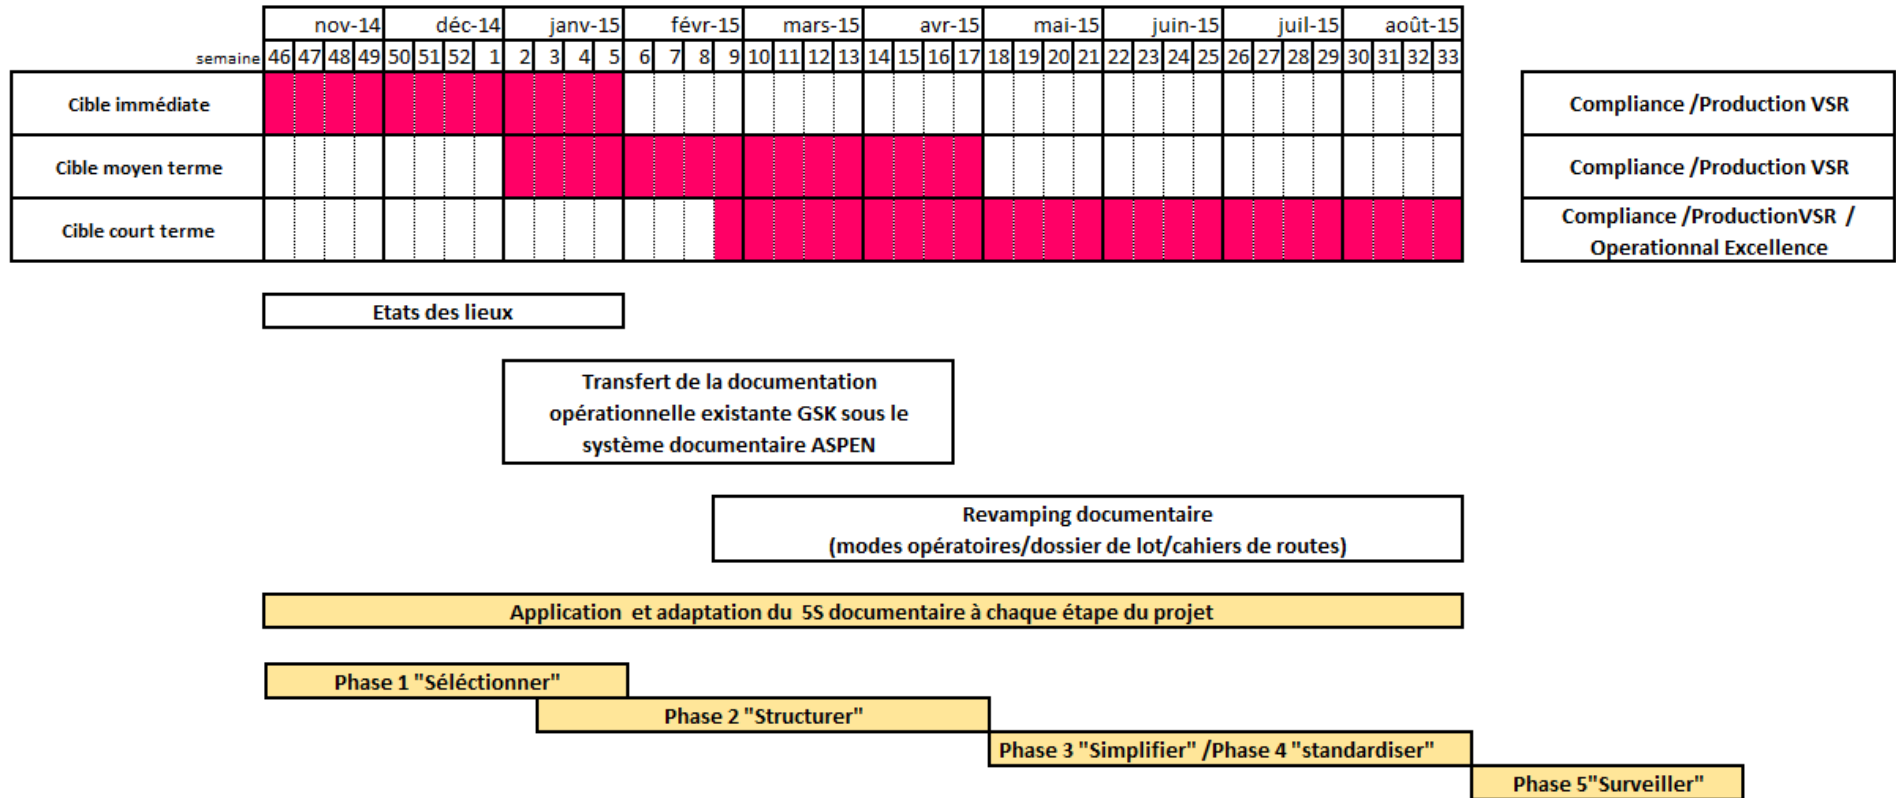 nov-14 déc-14 janv-15 févr-15 mars-15 avr-15 mai-15 juin-15 juil-15 août-15
semaine 46 47 48 49 50 51 52 1 2 3 4 5 6 7 8 9 10 11 12 13 14 15 16 17 18 19 20 21 22 23 24 25 26 27 28 29 30 31 32 33
Cible immédiate Compliance /Production VSR
Cible moyen terme Compliance /Production VSR
Cible court terme Compliance /ProductionVSR /
Operationnal Excellence
Etats des lieux
Transfert de la documentation
opérationnelle existante GSK sous le
système documentaire ASPEN
Revamping documentaire
(modes opératoires/dossier de lot/cahiers de routes)
Application et adaptation du 5S documentaire à chaque étape du projet
Phase 1 "Séléctionner"
Phase 2 "Structurer"
Phase 3 "Simplifier" /Phase 4 "standardiser"
Phase 5"Surveiller"